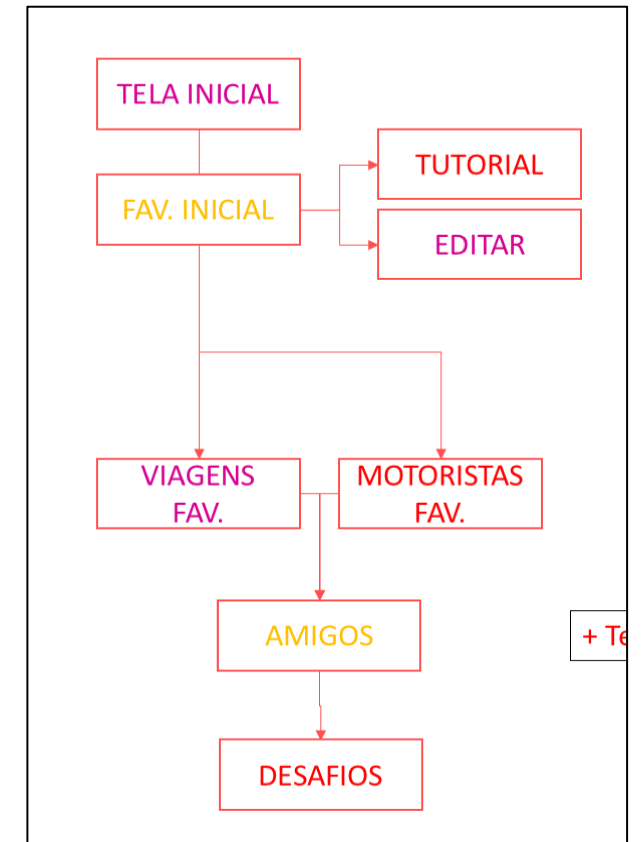 TELA INICIAL
TUTORIAL
FAV. INICIAL
EDITAR
VIAGENS
FAV.
MOTORISTAS
FAV.
AMIGOS
+ Te
DESAFIOS